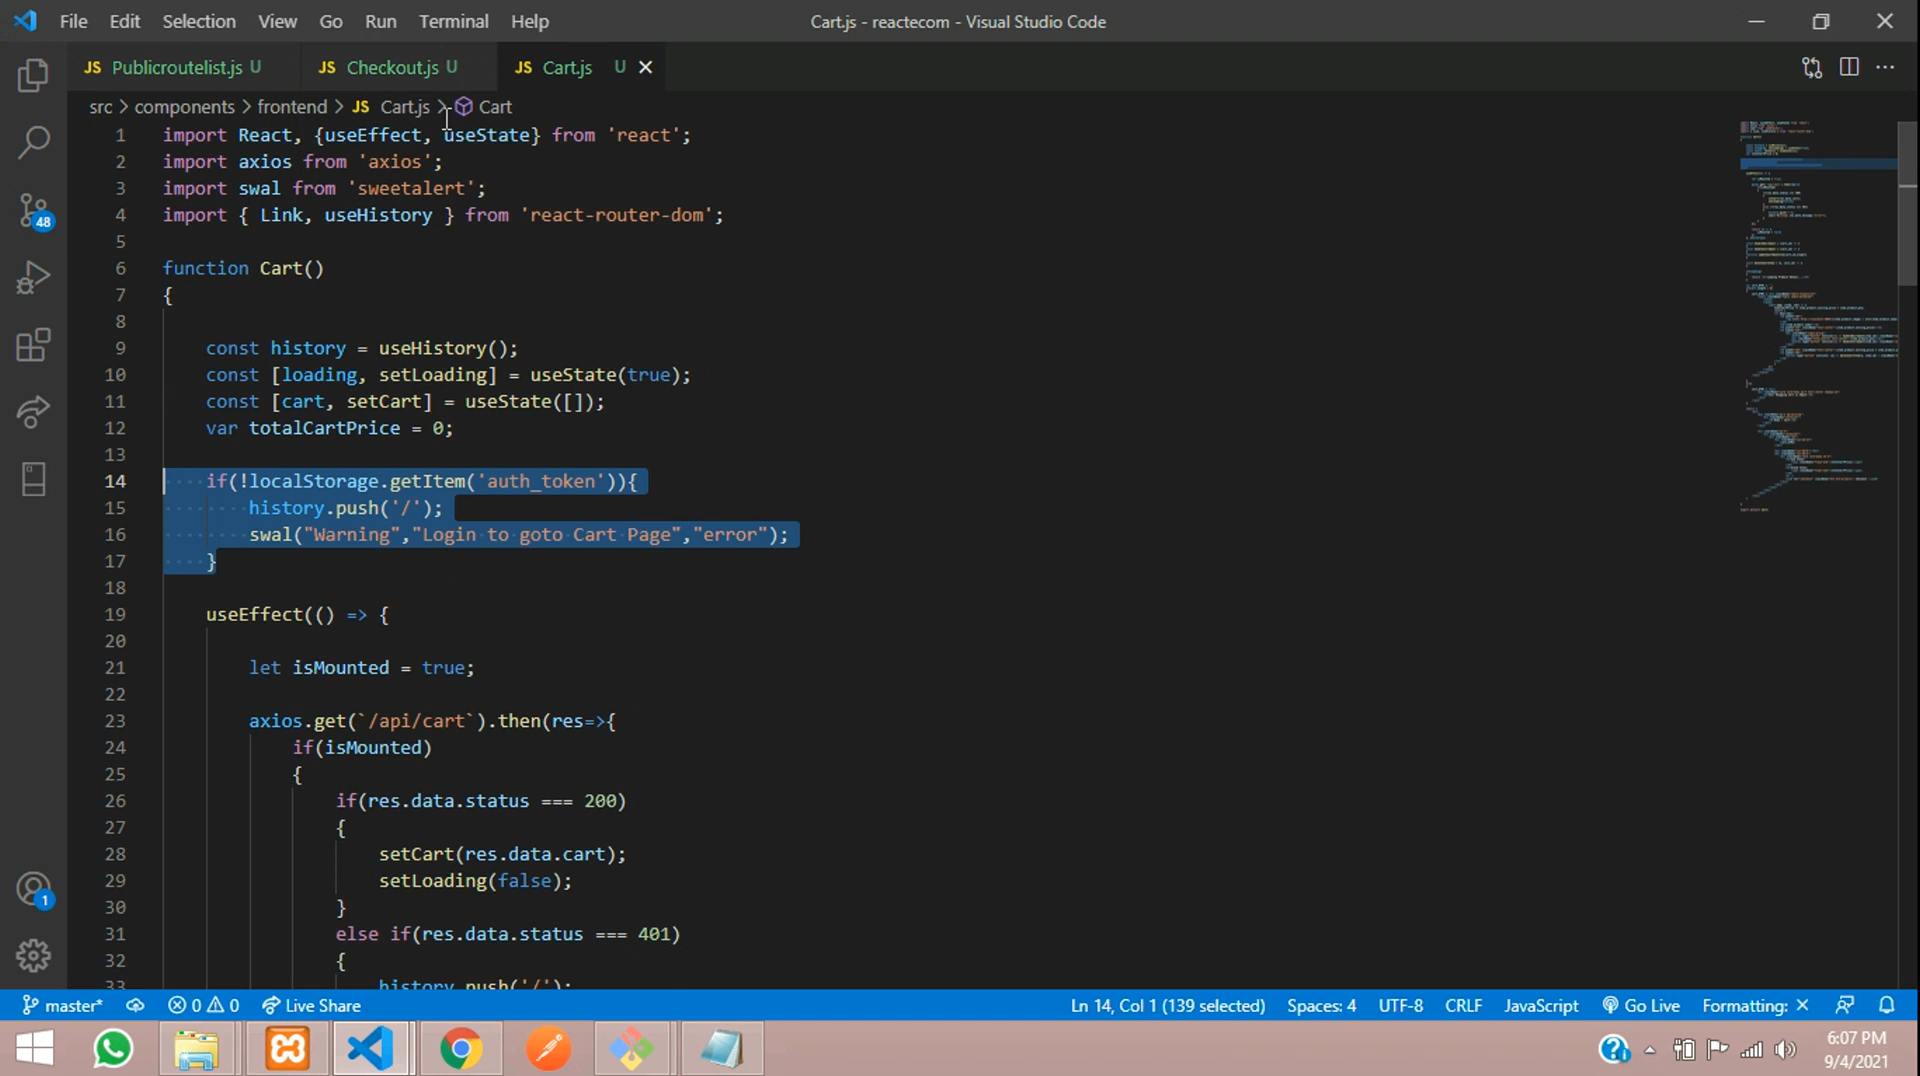 File Edit Selection View Go Run Terminal Help
Cart.js - reactecom - Visual Studio Code
JS Publicroutelist.js U
JS Checkout.js U
JS Cart.js U
src > components > frontend > JS Cart.js > Cart
1 import React, {useEffect, useState} from 'react';
2 import axios from 'axios';
3 import swal from 'sweetalert';
4 import { Link, useHistory } from 'react-router-dom';
5
6 function Cart()
7 {
8
9 const history = useHistory();
10 const [loading, setLoading] = useState(true);
11 const [cart, setCart] = useState([]);
12 var totalCartPrice = 0;
13
14 if(!localStorage.getItem('auth_token')){
15 history.push('/');
16 swal("Warning","Login to goto Cart Page","error");
17 }
18
19 useEffect(() => {
20
21 let isMounted = true;
22
23 axios.get(`/api/cart`).then(res=>{
24 if(isMounted)
25 {
26 if(res.data.status === 200)
27 {
28 setCart(res.data.cart);
29 setLoading(false);
30 }
31 else if(res.data.status === 401)
32 {
33 history.push('/');
48
1
master* 0 0 Live Share
Ln 14, Col 1 (139 selected) Spaces: 4 UTF-8 CRLF JavaScript Go Live Formatting: ×
6:07 PM
9/4/2021